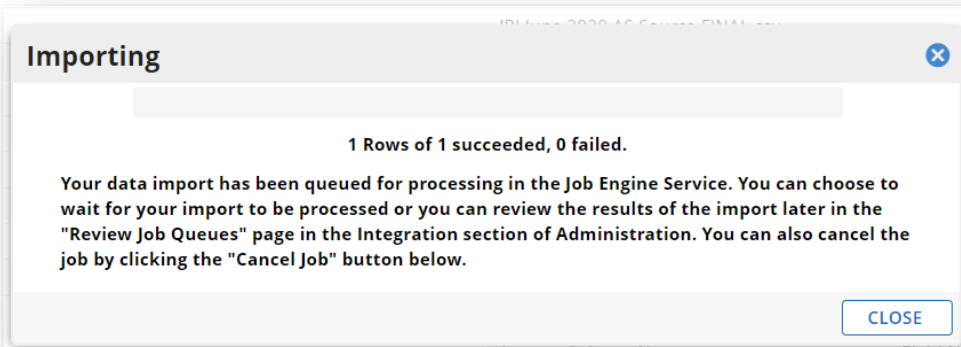 Importing
1 Rows of 1 succeeded, 0 failed.
Your data import has been queued for processing in the Job Engine Service. You can choose to
wait for your import to be processed or you can review the results of the import later in the
"Review Job Queues" page in the Integration section of Administration. You can also cancel the
job by clicking the "Cancel Job" button below.
CLOSE